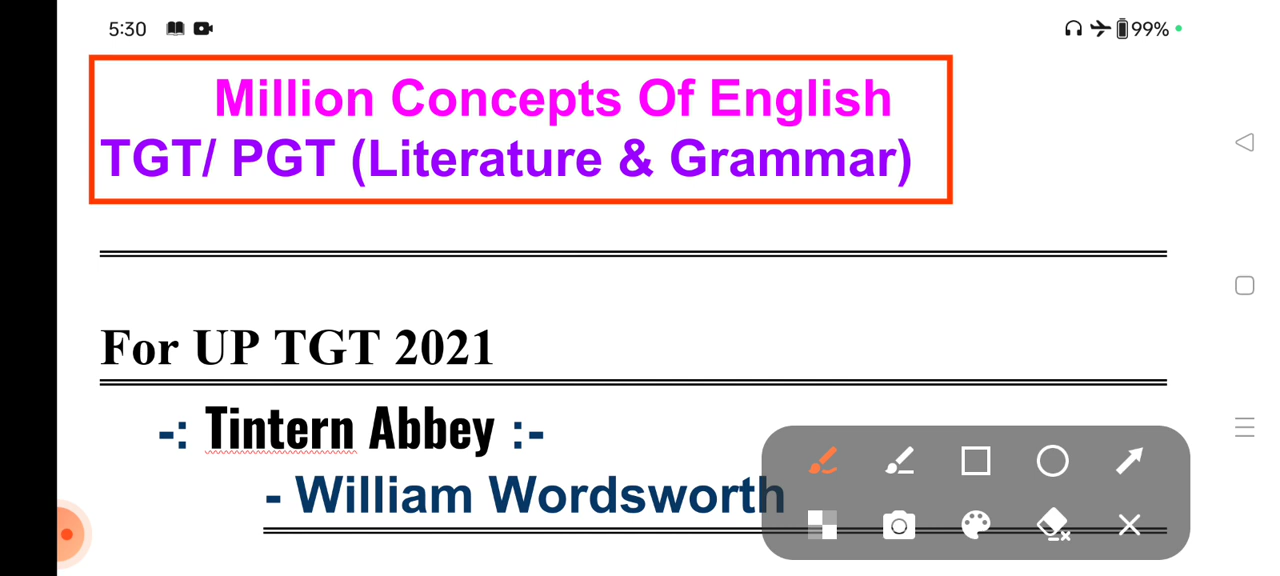 5:30
99%
Million Concepts Of English
TGT/ PGT (Literature & Grammar)
For UP TGT 2021
-: Tintern Abbey :-
- William Wordsworth